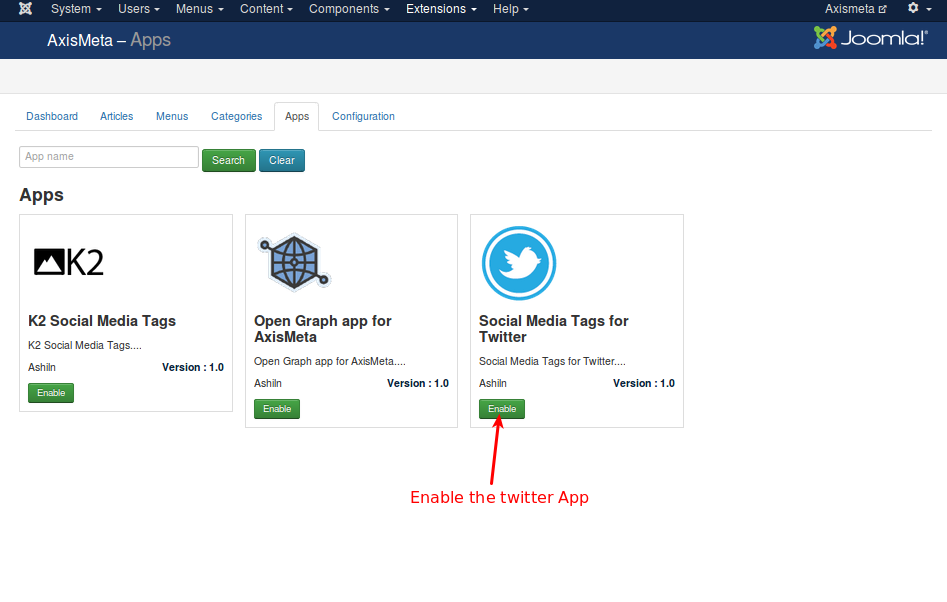 System Users Menus Content Components Extensions Help Axismeta
AxisMeta – Apps Joomla!®
Dashboard Articles Menus Categories Apps Configuration
App name Search Clear
Apps
K2
K2 Social Media Tags
K2 Social Media Tags....
Ashiln Version : 1.0
Enable
Open Graph app for
AxisMeta
Open Graph app for AxisMeta....
Ashiln Version : 1.0
Enable
Social Media Tags for
Twitter
Social Media Tags for Twitter....
Ashiln Version : 1.0
Enable
Enable the twitter App